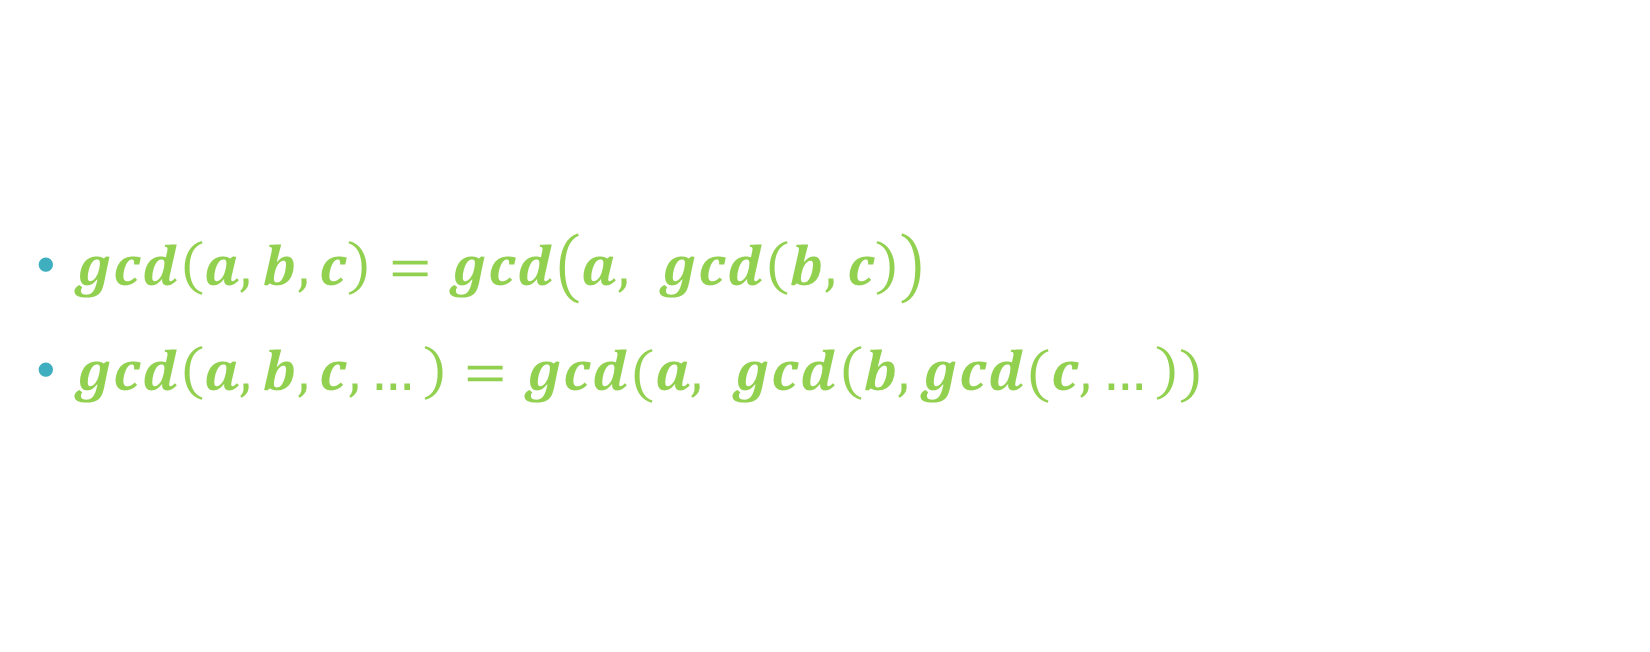 • gcd(a, b, c) = gcd(a, gcd(b, c))
• gcd(a, b, c, … ) = gcd(a, gcd(b, gcd(c, … ))